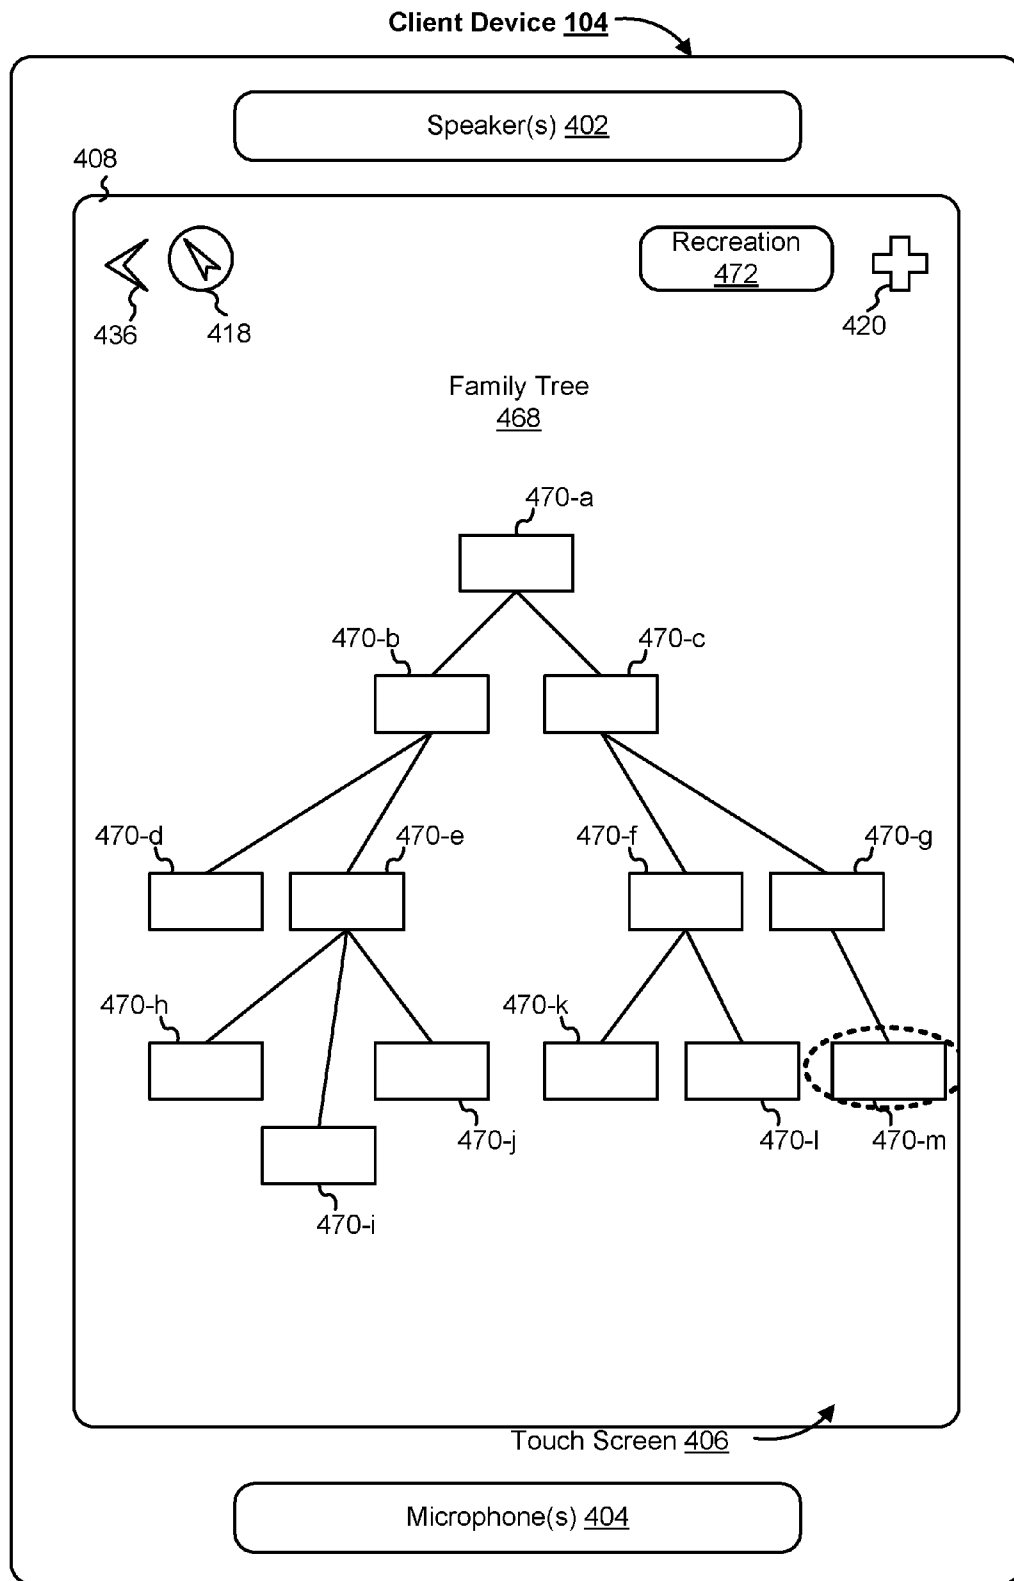 Client Device 104
Speaker(s) 402
408
Recreation
472
436
418
420
Family Tree
468
470-a
470-b
470-c
470-d
470-e
470-f
470-g
470-h
470-k
470-j
470-l
470-m
470-i
Touch Screen 406
Microphone(s) 404